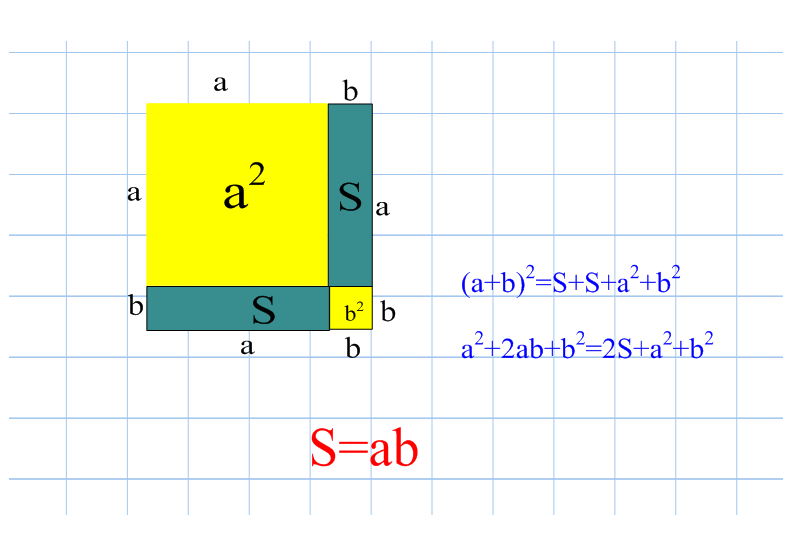 a
b
a² S
a a
b S b² b
a b
(a+b)²=S+S+a²+b²
a²+2ab+b²=2S+a²+b²
S=ab